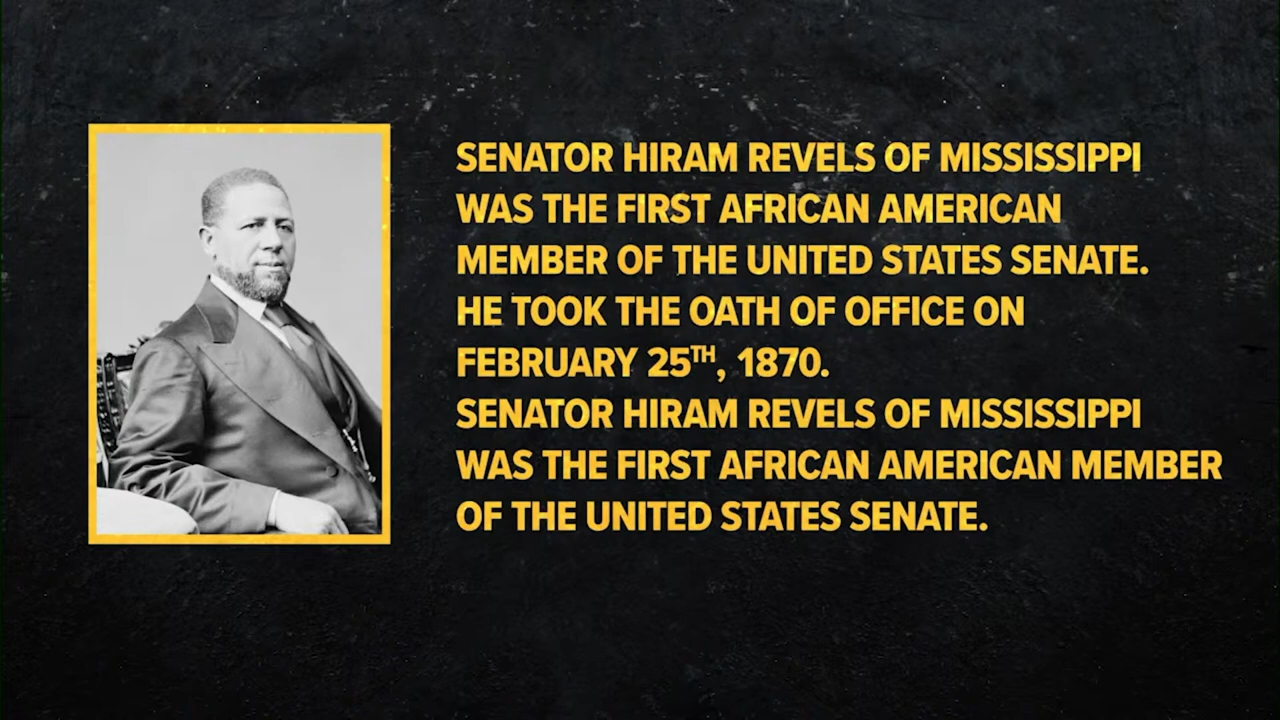 SENATOR HIRAM REVELS OF MISSISSIPPI
WAS THE FIRST AFRICAN AMERICAN
MEMBER OF THE UNITED STATES SENATE.
HE TOOK THE OATH OF OFFICE ON
FEBRUARY 25TH, 1870.
SENATOR HIRAM REVELS OF MISSISSIPPI
WAS THE FIRST AFRICAN AMERICAN MEMBER
OF THE UNITED STATES SENATE.